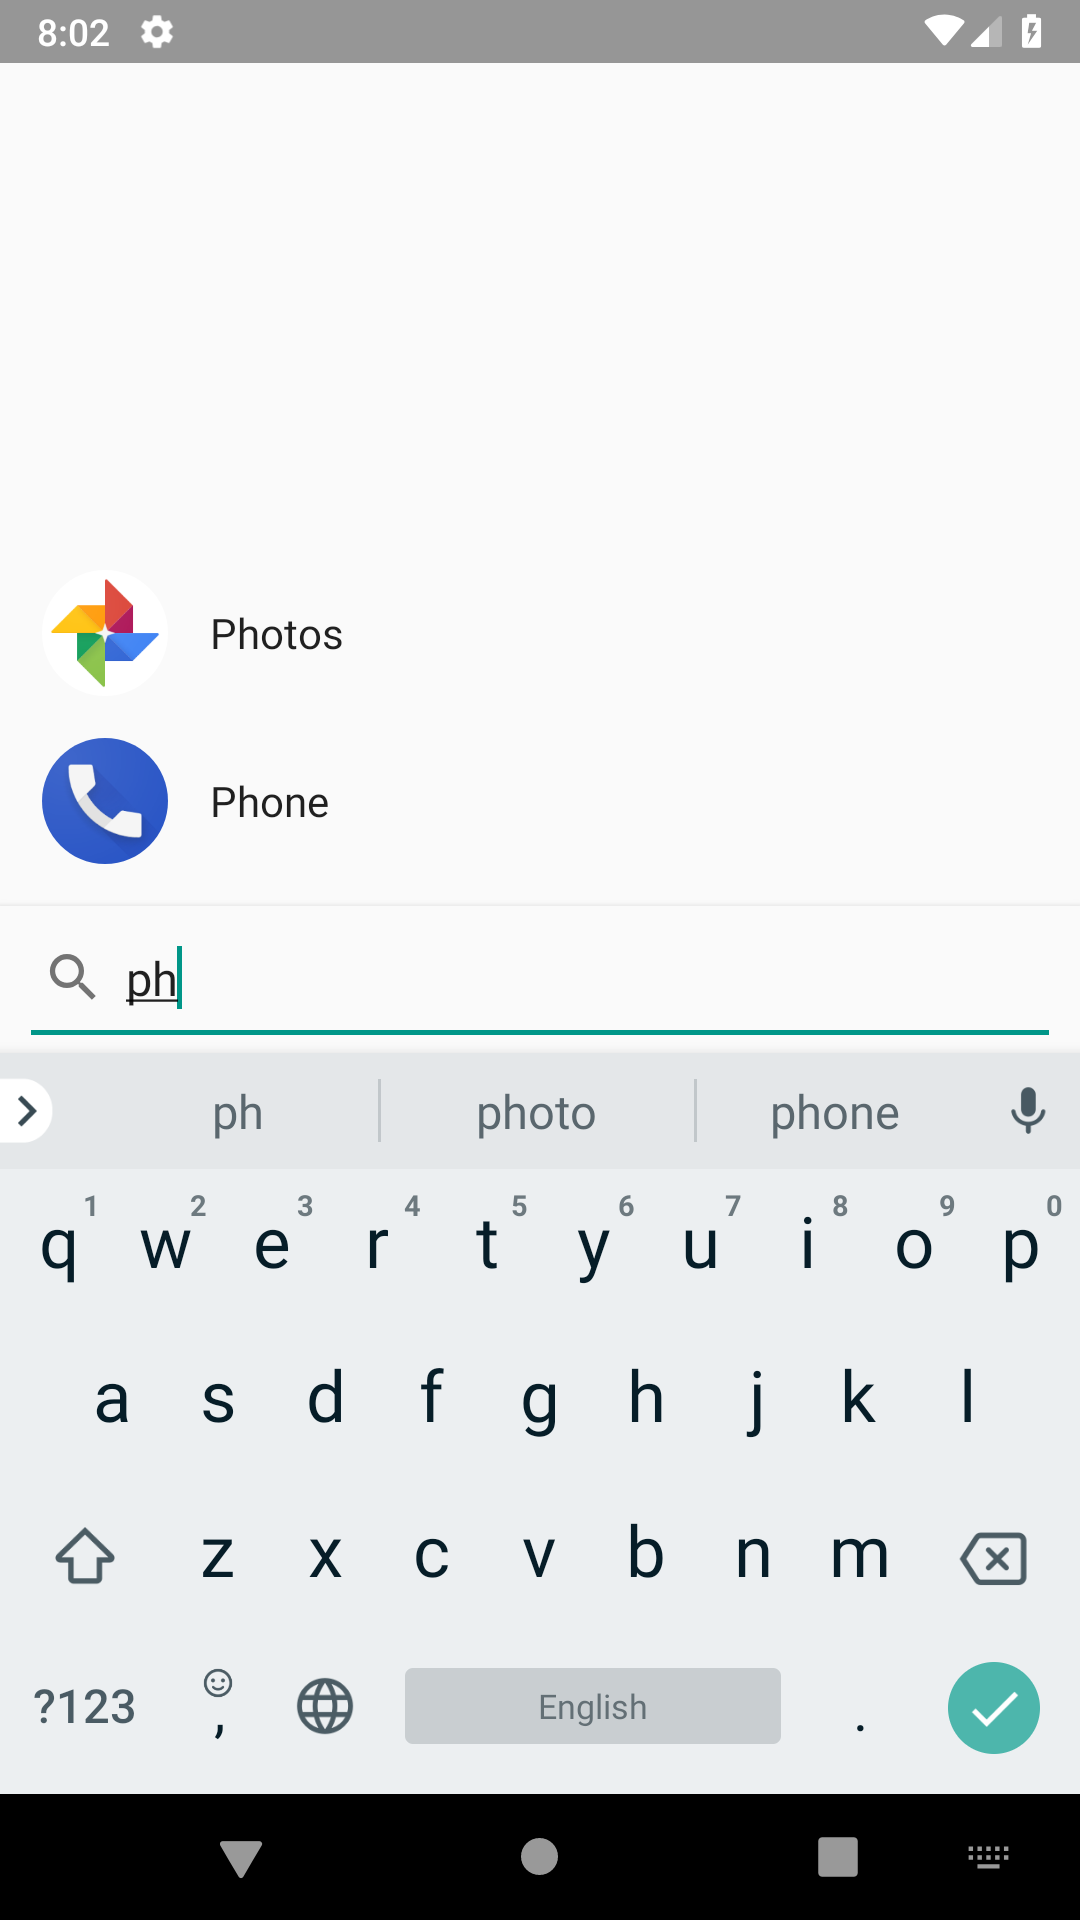 8:02
Photos
Phone
ph
ph photo phone
1 2 3 4 5 6 7 8 9 0
q w e r t y u i o p
a s d f g h j k l
z x c v b n m
?123 , English .